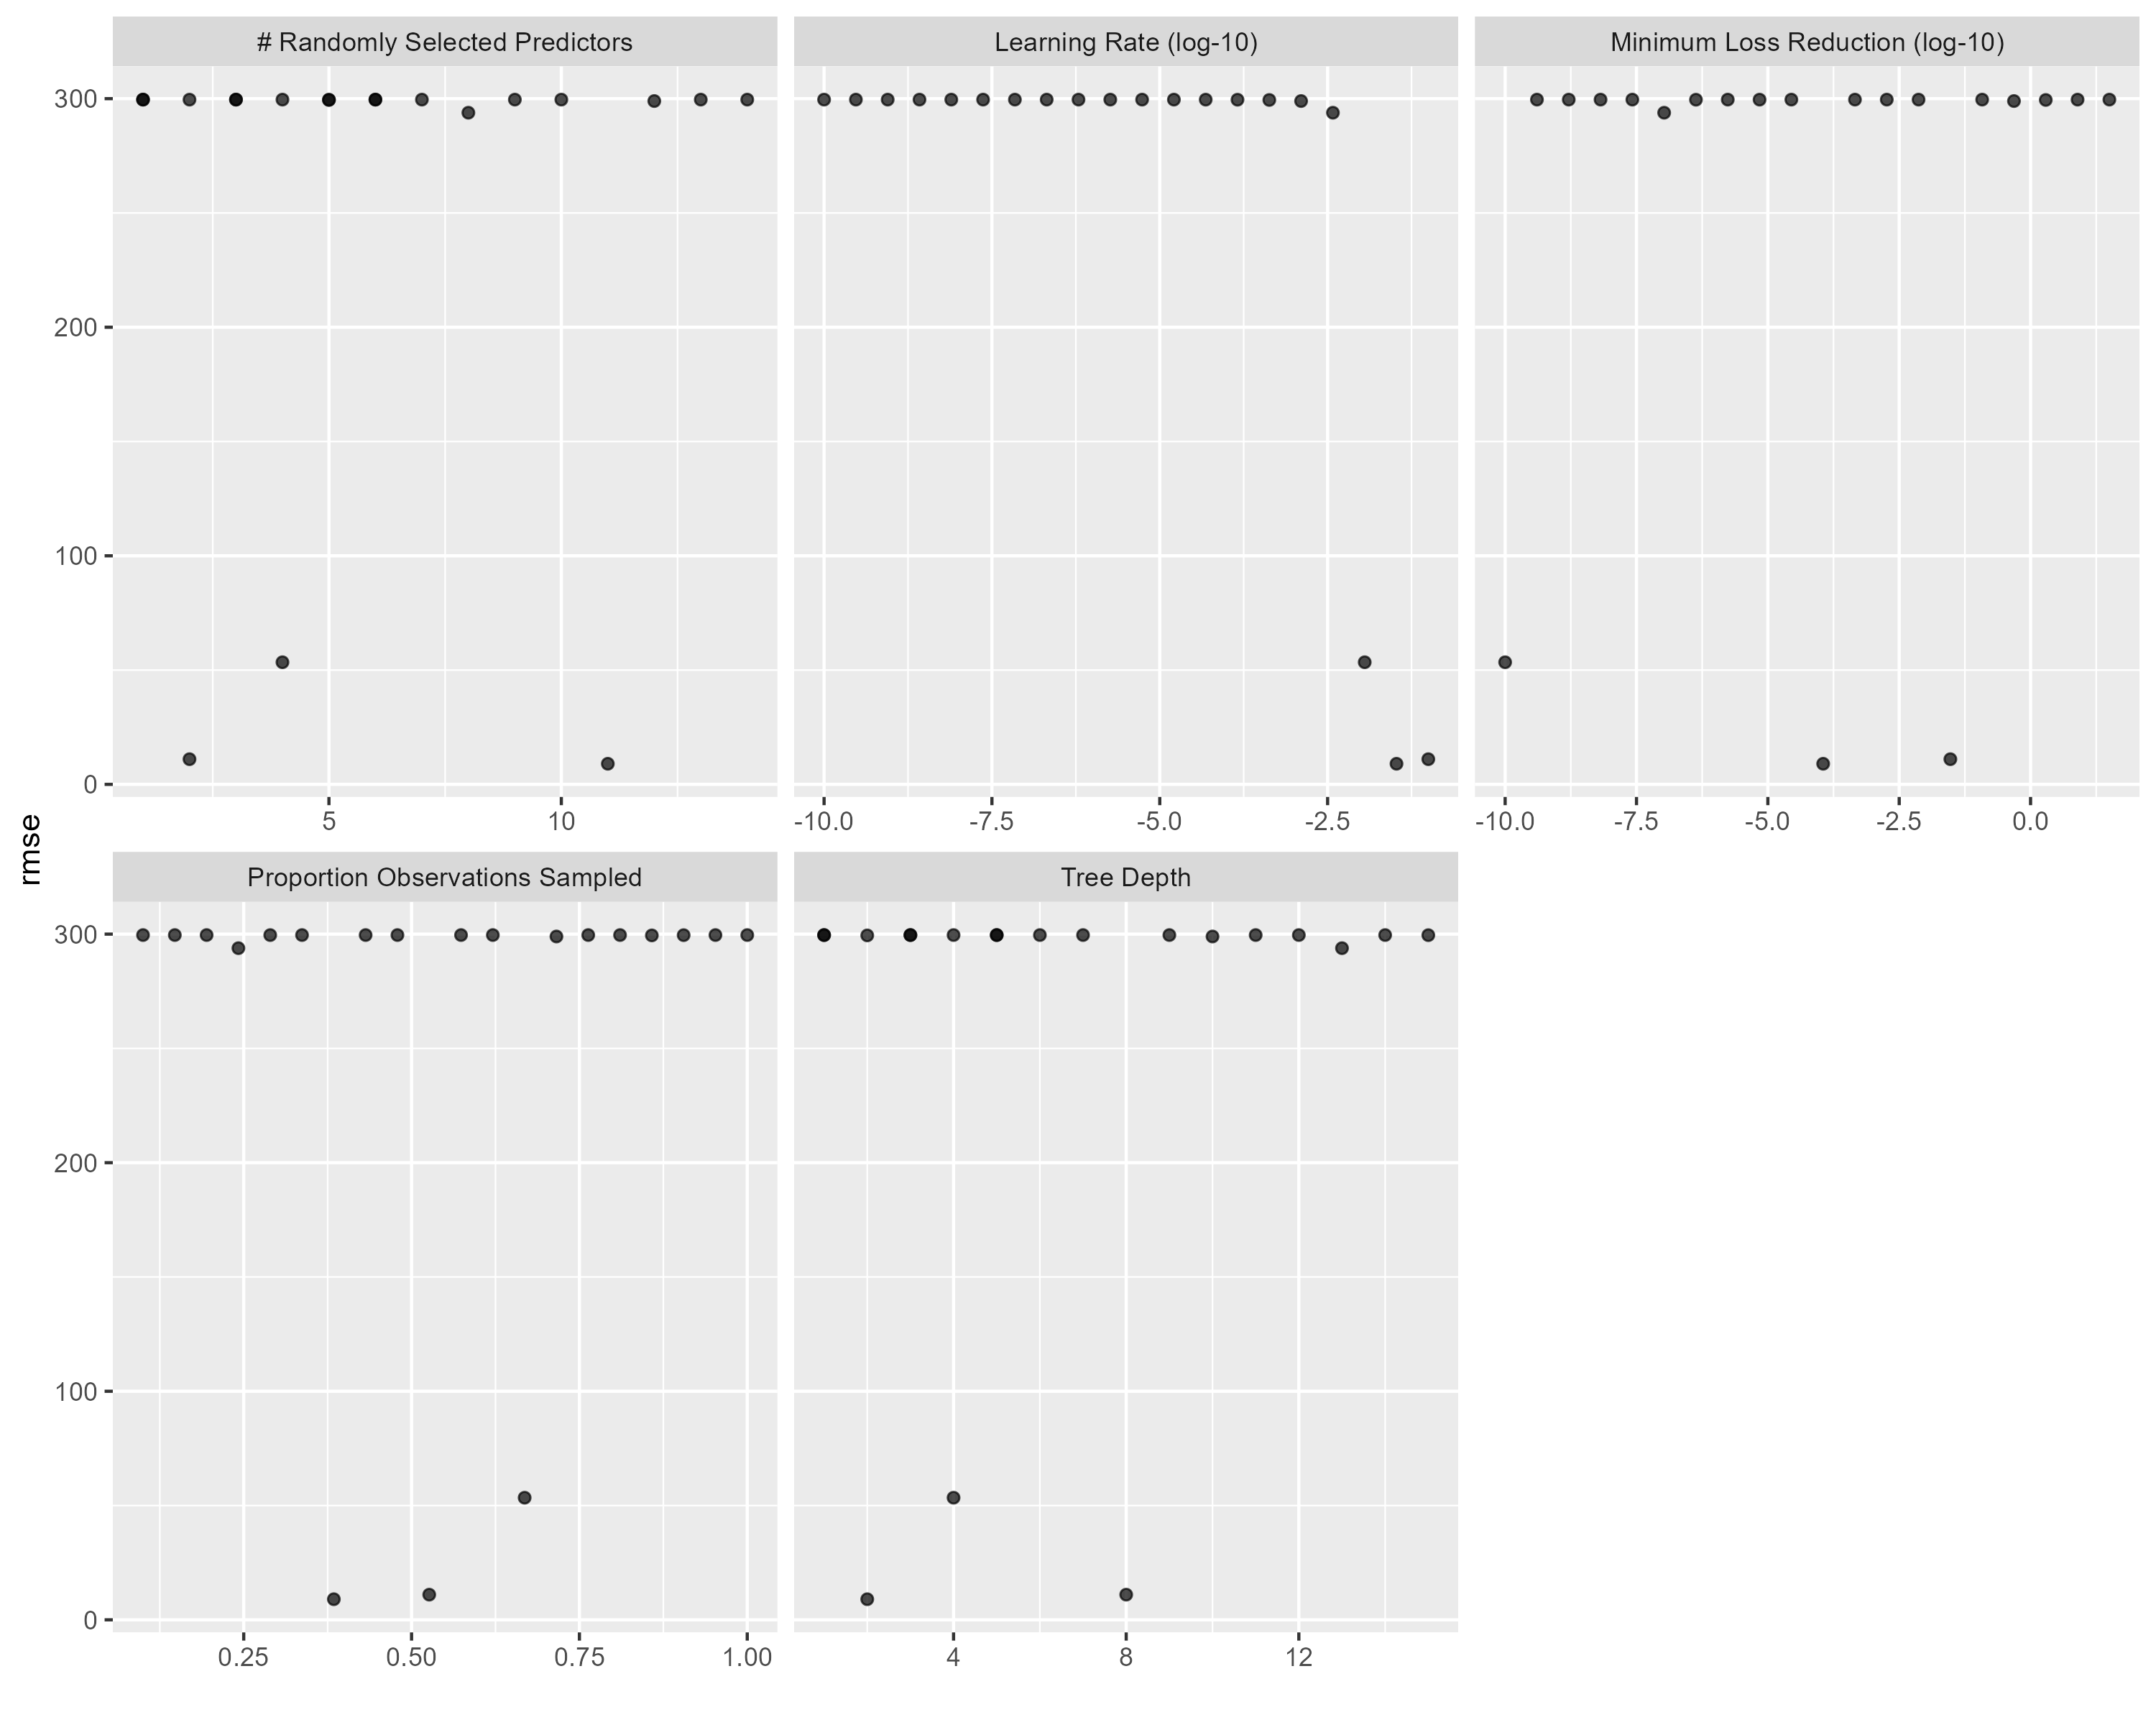 # Randomly Selected Predictors
Learning Rate (log-10)
Minimum Loss Reduction (log-10)
300
200
100
0
5 10
-10.0 -7.5 -5.0 -2.5
-10.0 -7.5 -5.0 -2.5 0.0
rmse
Proportion Observations Sampled
Tree Depth
300
200
100
0
0.25 0.50 0.75 1.00
4 8 12